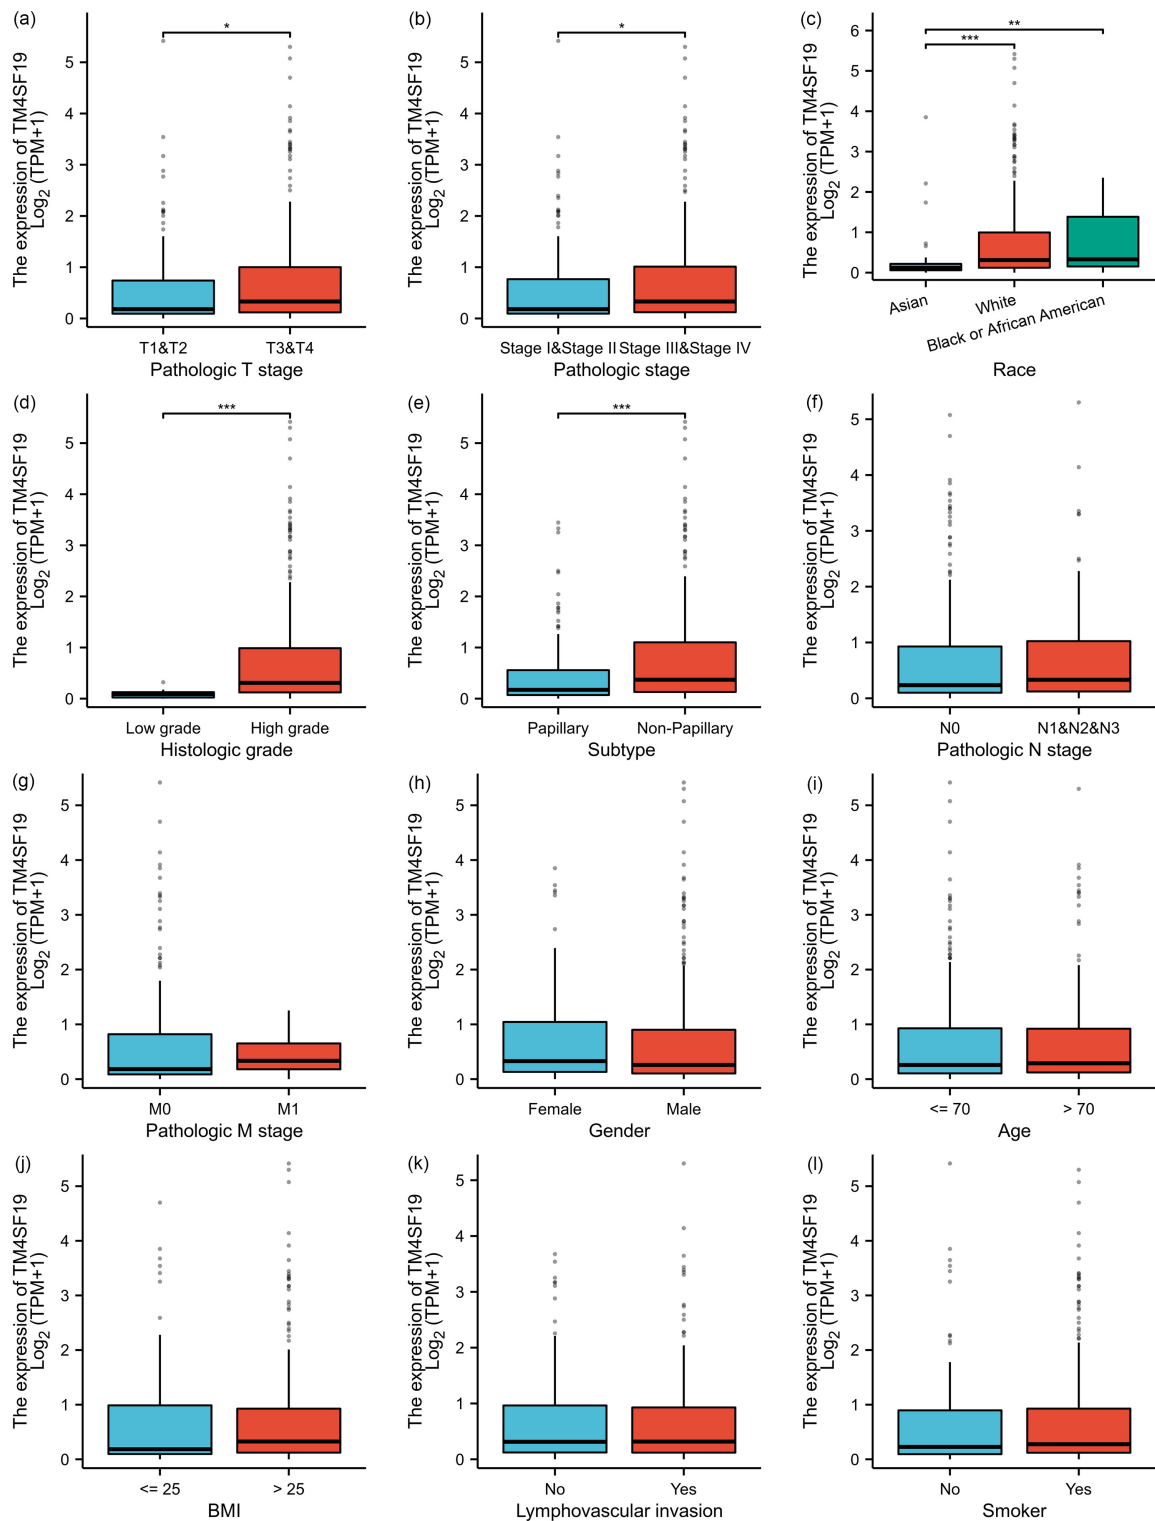 (a)
The expression of TM4SF19
Log2 (TPM+1)
5
4
3
2
1
0
*
T1&T2
T3&T4
Pathologic T stage
(b)
The expression of TM4SF19
Log2 (TPM+1)
5
4
3
2
1
0
*
Stage I&Stage II
Stage III&Stage IV
Pathologic stage
(c)
The expression of TM4SF19
Log2 (TPM+1)
6
5
4
3
2
1
0
**
***
Asian
White
Black or African American
Race
(d)
The expression of TM4SF19
Log2 (TPM+1)
5
4
3
2
1
0
***
Low grade
High grade
Histologic grade
(e)
The expression of TM4SF19
Log2 (TPM+1)
5
4
3
2
1
0
***
Papillary
Non-Papillary
Subtype
(f)
The expression of TM4SF19
Log2 (TPM+1)
5
4
3
2
1
0
N0
N1&N2&N3
Pathologic N stage
(g)
The expression of TM4SF19
Log2 (TPM+1)
5
4
3
2
1
0
M0
M1
Pathologic M stage
(h)
The expression of TM4SF19
Log2 (TPM+1)
5
4
3
2
1
0
Female
Male
Gender
(i)
The expression of TM4SF19
Log2 (TPM+1)
5
4
3
2
1
0
<= 70
> 70
Age
(j)
The expression of TM4SF19
Log2 (TPM+1)
5
4
3
2
1
0
<= 25
> 25
BMI
(k)
The expression of TM4SF19
Log2 (TPM+1)
5
4
3
2
1
0
No
Yes
Lymphovascular invasion
(l)
The expression of TM4SF19
Log2 (TPM+1)
5
4
3
2
1
0
No
Yes
Smoker